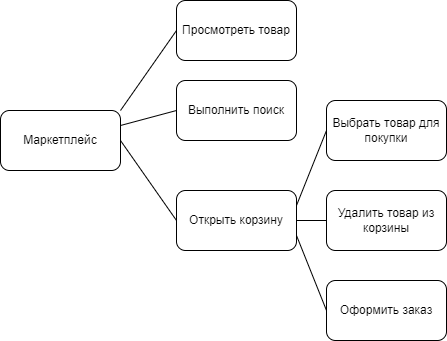 Просмотреть товар
Выполнить поиск
Маркетплейс
Выбрать товар для
покупки
Открыть корзину
Удалить товар из
корзины
Оформить заказ